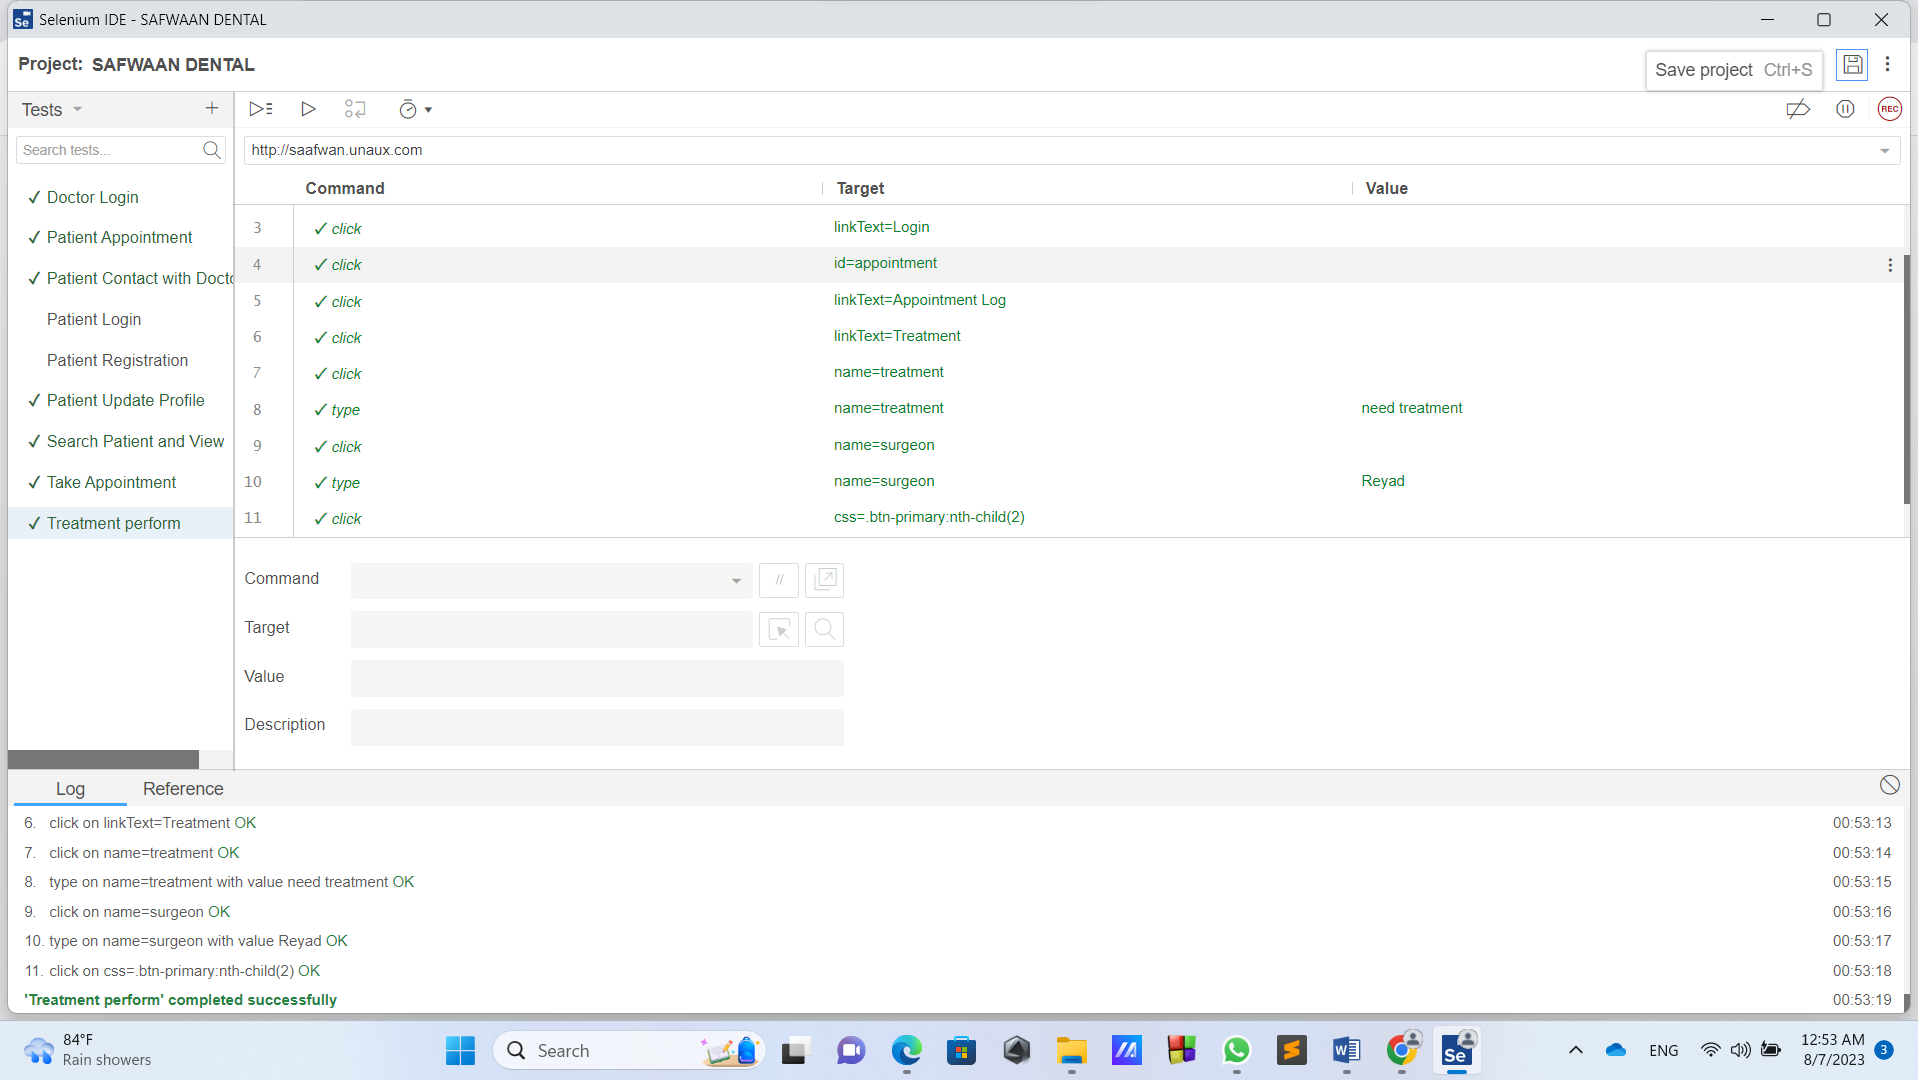 Selenium IDE - SAFWAAN DENTAL
Project: SAFWAAN DENTAL
Save project Ctrl+S
Tests
REC
Search tests...
http://saafwan.unaux.com
Command Target Value
Doctor Login
Patient Appointment
Patient Contact with Docto
Patient Login
Patient Registration
Patient Update Profile
Search Patient and View
Take Appointment
Treatment perform
3 click linkText=Login
4 click id=appointment
5 click linkText=Appointment Log
6 click linkText=Treatment
7 click name=treatment
8 type name=treatment need treatment
9 click name=surgeon
10 type name=surgeon Reyad
11 click css=.btn-primary:nth-child(2)
Command //
Target
Value
Description
Log Reference
6. click on linkText=Treatment OK 00:53:13
7. click on name=treatment OK 00:53:14
8. type on name=treatment with value need treatment OK 00:53:15
9. click on name=surgeon OK 00:53:16
10. type on name=surgeon with value Reyad OK 00:53:17
11. click on css=.btn-primary:nth-child(2) OK 00:53:18
'Treatment perform' completed successfully 00:53:19
84°F
Rain showers
Search
Se
ENG
12:53 AM
8/7/2023
3